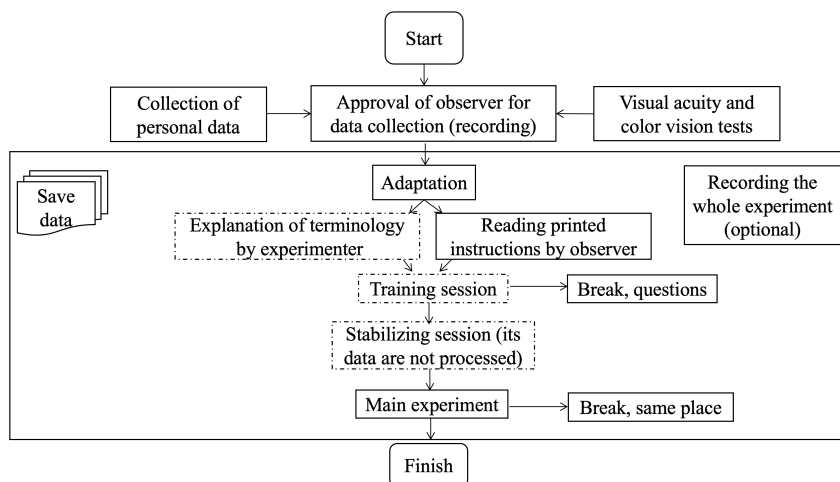 Start
Collection of
personal data
Approval of observer for
data collection (recording)
Visual acuity and
color vision tests
Save
data
Adaptation
Recording the
whole experiment
(optional)
Explanation of terminology
by experimenter
Reading printed
instructions by observer
Training session
Break, questions
Stabilizing session (its
data are not processed)
Main experiment
Break, same place
Finish